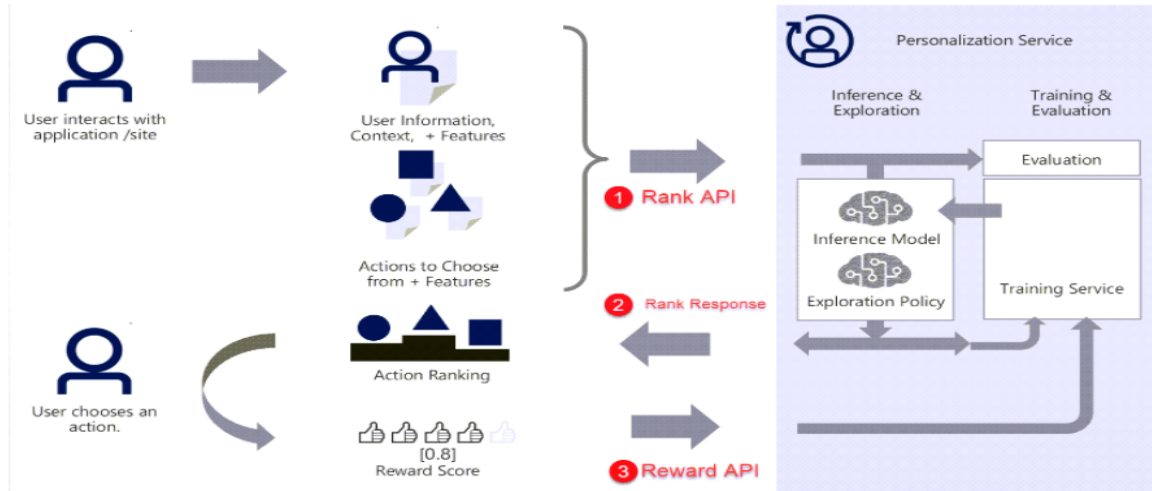 Personalization Service
Inference &
Exploration
Training &
Evaluation
User interacts with
application /site
User Information,
Context, + Features
1 Rank API
Evaluation
Inference Model
Actions to Choose
from + Features
Exploration Policy
Training Service
2 Rank Response
Action Ranking
User chooses an
action.
[0.8]
Reward Score
3 Reward API